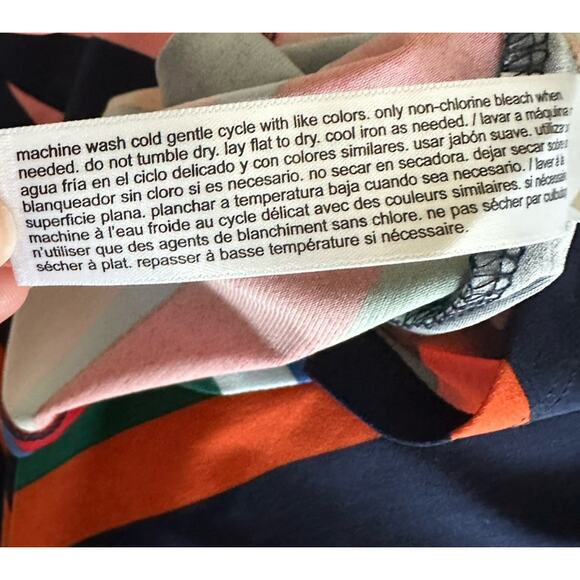 machine wash cold gentle cycle with like colors. only non-chlorine bleach when
needed. do not tumble dry. lay flat to dry. cool iron as needed. / lavar a máquina
agua fría en el ciclo delicado y con colores similares. usar jabón suave. utilizar
blanqueador sin cloro si es necesario. no secar en secadora. dejar secar sobre
superficie plana. planchar a temperatura baja cuando sea necesario. / laver à la
machine à l'eau froide au cycle délicat avec des couleurs similaires. si nécessaire
n'utiliser que des agents de blanchiment sans chlore. ne pas sécher par culbutage
sécher à plat. repasser à basse température si nécessaire.